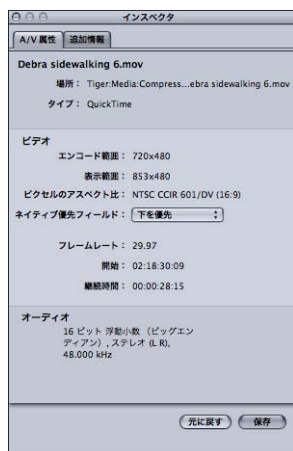 インスペクタ
A/V 属性 追加情報
Debra sidewalking 6.mov
場所： Tiger:Media:Compress...ebra sidewalking 6.mov
タイプ： QuickTime
ビデオ
エンコード範囲： 720x480
表示範囲： 853x480
ピクセルのアスペクト比： NTSC CCIR 601/DV (16:9)
ネイティブ優先フィールド： 下を優先
フレームレート： 29.97
開始： 02:18:30:09
継続時間： 00:00:28:15
オーディオ
16 ビット 浮動小数 （ビッグエン
ディアン）, ステレオ (L R),
48.000 kHz
元に戻す 保存